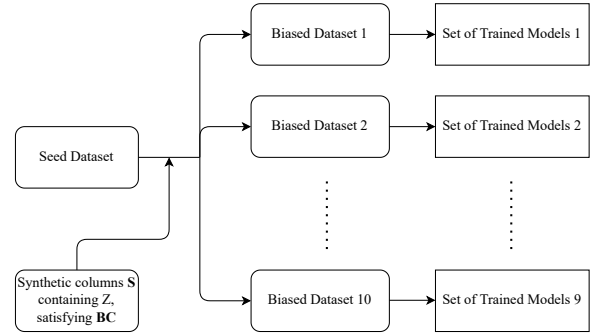 Biased Dataset 1
Set of Trained Models 1
Biased Dataset 2
Set of Trained Models 2
Seed Dataset
Synthetic columns S
containing Z,
satisfying BC
Biased Dataset 10
Set of Trained Models 9